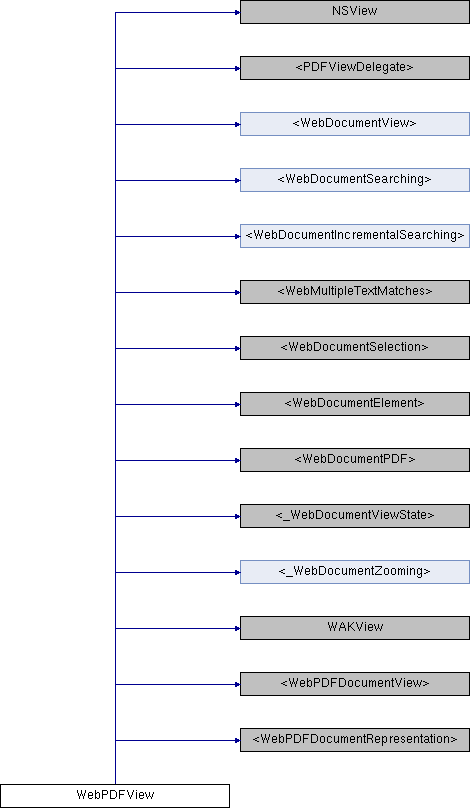 NSView
<PDFViewDelegate>
<WebDocumentView>
<WebDocumentSearching>
<WebDocumentIncrementalSearching>
<WebMultipleTextMatches>
<WebDocumentSelection>
<WebDocumentElement>
<WebDocumentPDF>
<_WebDocumentViewState>
<_WebDocumentZooming>
WAKView
<WebPDFDocumentView>
<WebPDFDocumentRepresentation>
WebPDFView